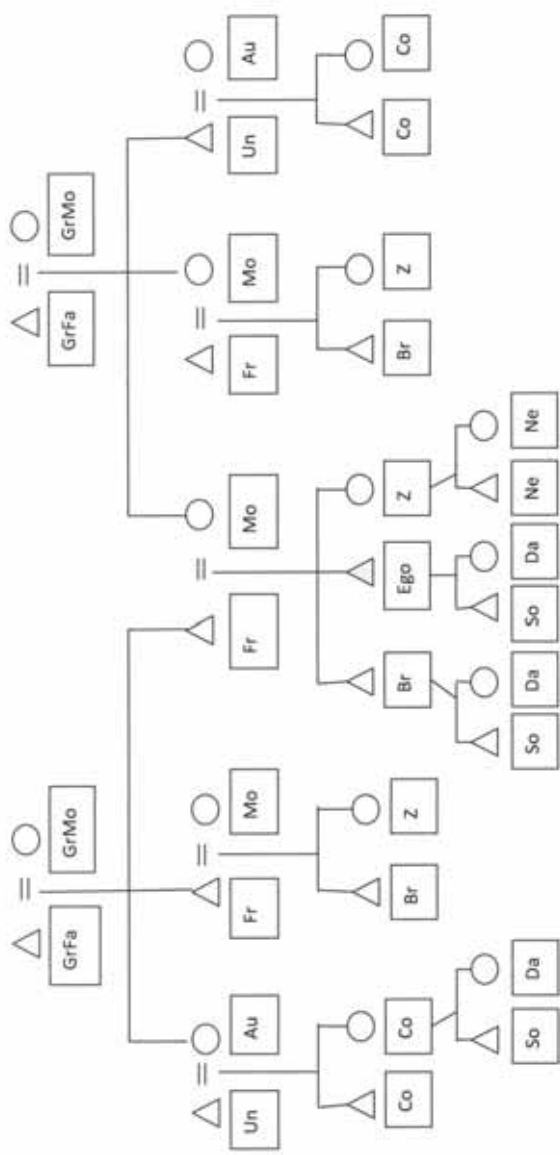 GrFa GrMo GrFa GrMo
Un Au Fr Mo Fr Mo Fr Mo Un Au
Co Co Br Z Br Ego Z Br Z Co Co
So Da So Da So Da Ne Ne